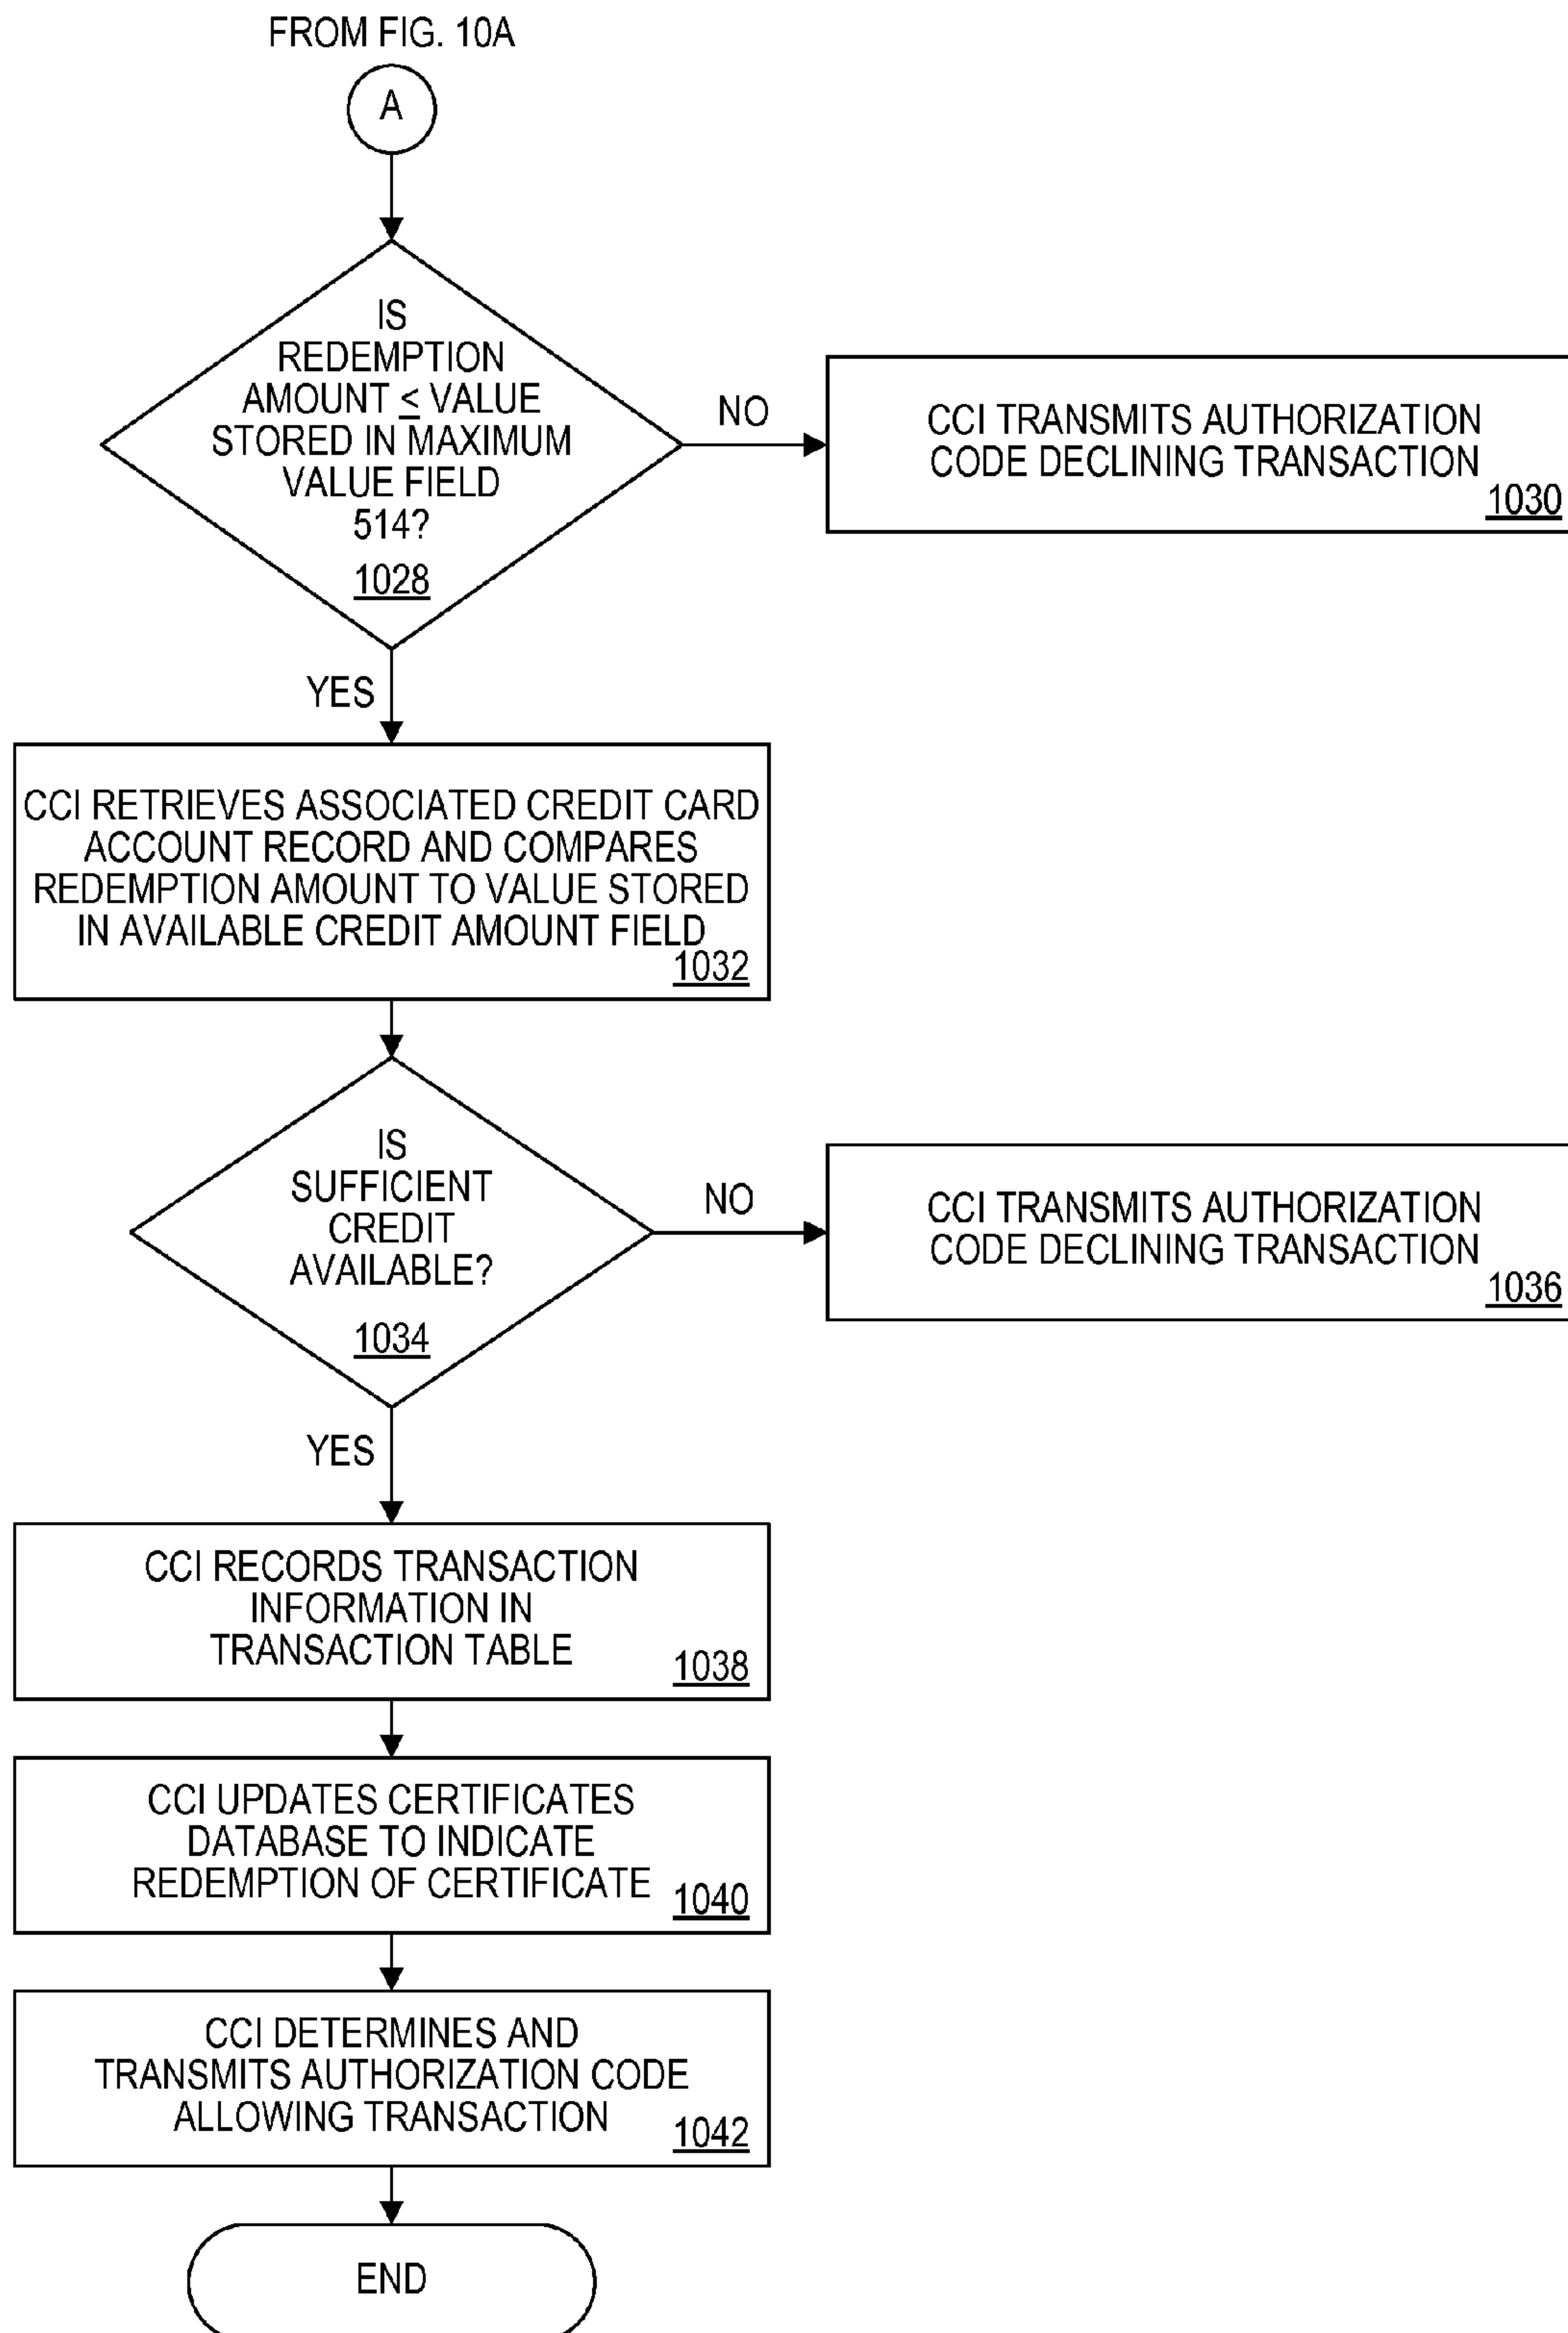 FROM FIG. 10A
A
IS
REDEMPTION
AMOUNT ≤ VALUE
STORED IN MAXIMUM
VALUE FIELD
514?
1028
NO
CCI TRANSMITS AUTHORIZATION
CODE DECLINING TRANSACTION
1030
YES
CCI RETRIEVES ASSOCIATED CREDIT CARD
ACCOUNT RECORD AND COMPARES
REDEMPTION AMOUNT TO VALUE STORED
IN AVAILABLE CREDIT AMOUNT FIELD
1032
IS
SUFFICIENT
CREDIT
AVAILABLE?
1034
NO
CCI TRANSMITS AUTHORIZATION
CODE DECLINING TRANSACTION
1036
YES
CCI RECORDS TRANSACTION
INFORMATION IN
TRANSACTION TABLE
1038
CCI UPDATES CERTIFICATES
DATABASE TO INDICATE
REDEMPTION OF CERTIFICATE
1040
CCI DETERMINES AND
TRANSMITS AUTHORIZATION CODE
ALLOWING TRANSACTION
1042
END